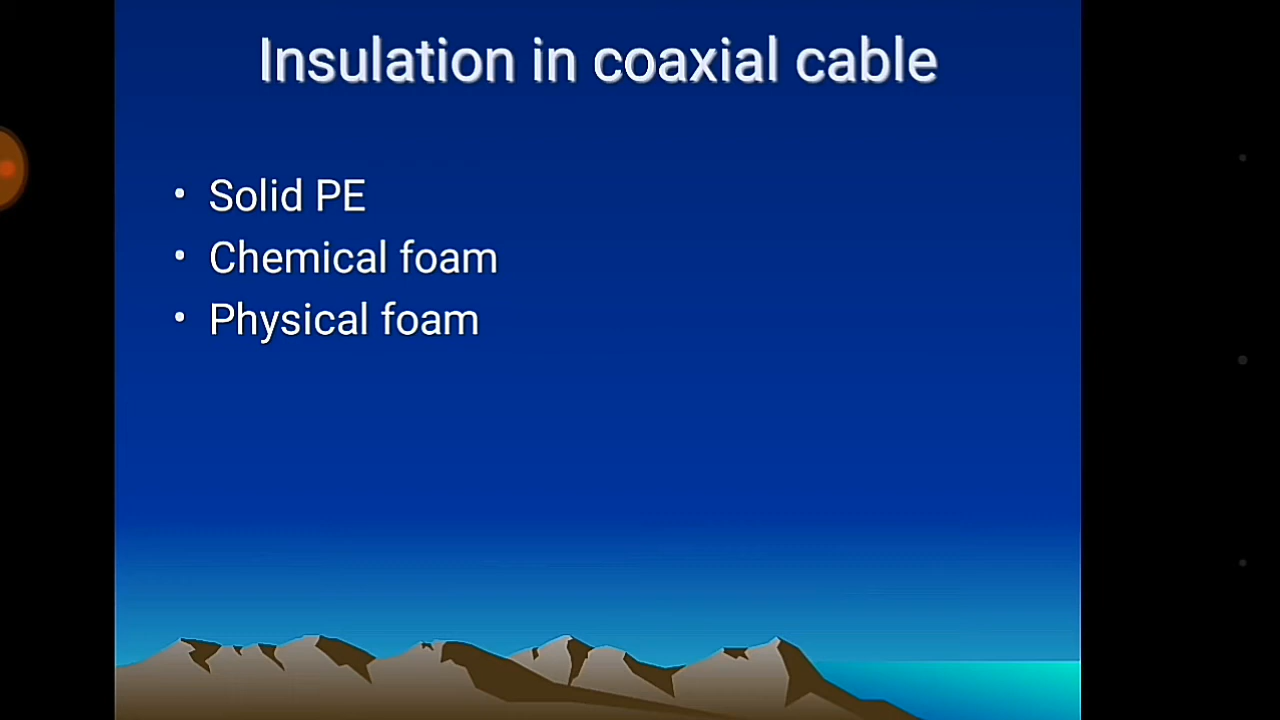 Insulation in coaxial cable
• Solid PE
• Chemical foam
• Physical foam